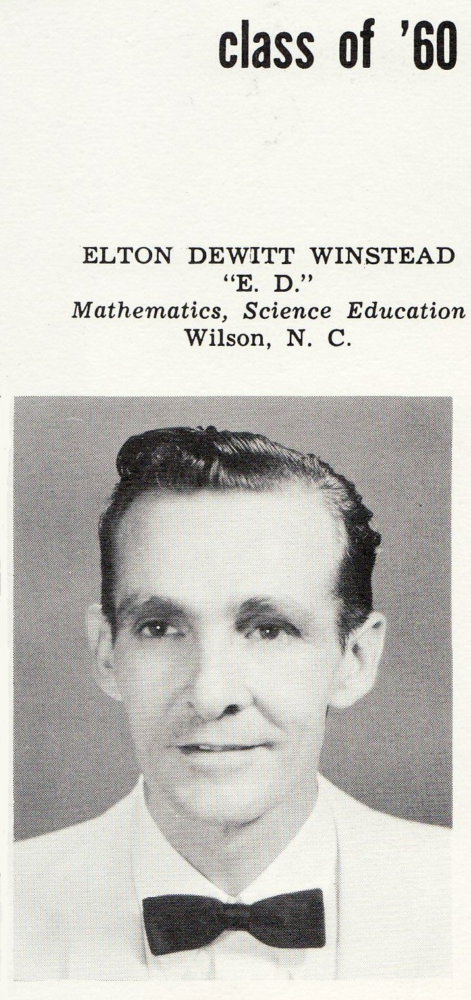 class of ’60
ELTON DEWITT WINSTEAD
“E. D.”
Mathematics, Science Education
Wilson, N. C.